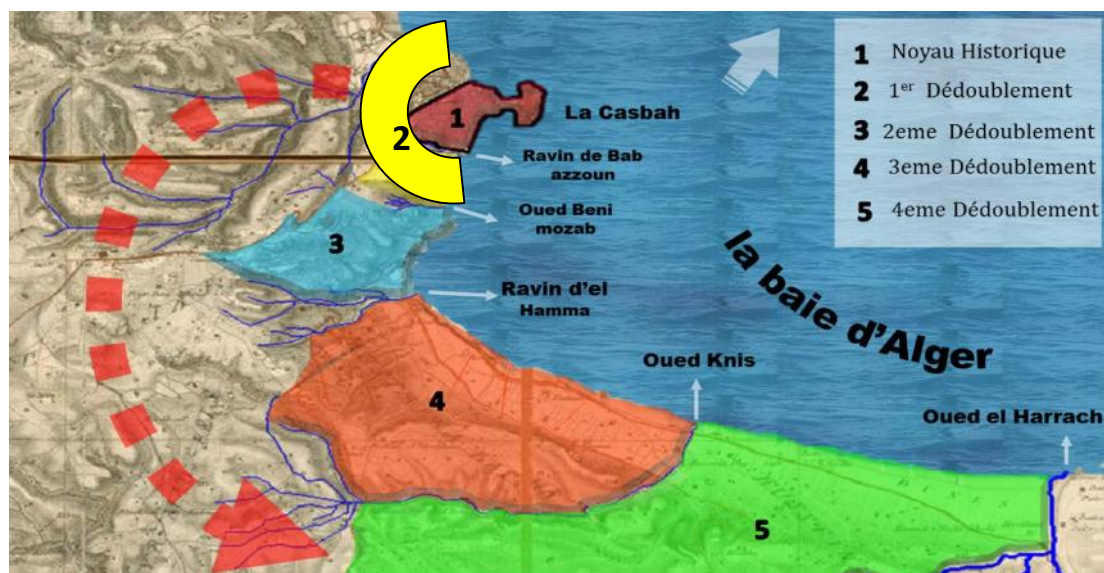 1 Noyau Historique
2 1er Dédoublement
3 2eme Dédoublement
4 3eme Dédoublement
5 4eme Dédoublement
1
La Casbah
2
Ravin de Bab
azzoun
Oued Beni
mozab
3
Ravin d'el
Hamma
la baie d'Alger
Oued Knis
4
Oued el Harrach
5